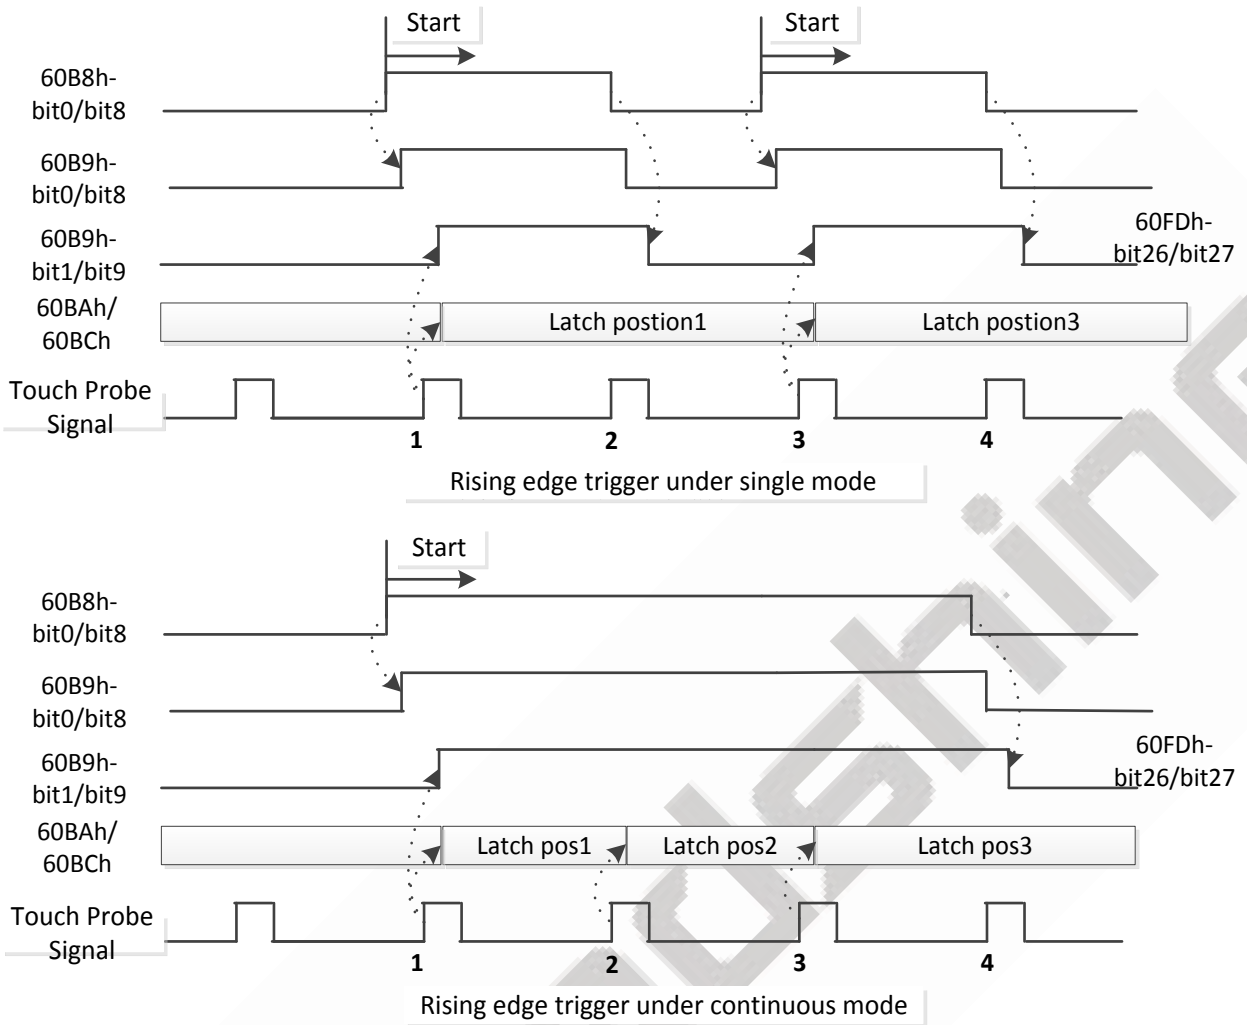 Start
Start
60B8h-
bit0/bit8
60B9h-
bit0/bit8
60B9h-
bit1/bit9
60FDh-
bit26/bit27
60BAh/
60BCh
Latch postion1
Latch postion3
Touch Probe
Signal
1
2
3
4
Rising edge trigger under single mode
Start
60B8h-
bit0/bit8
60B9h-
bit0/bit8
60B9h-
bit1/bit9
60FDh-
bit26/bit27
60BAh/
60BCh
Latch pos1
Latch pos2
Latch pos3
Touch Probe
Signal
1
2
3
4
Rising edge trigger under continuous mode